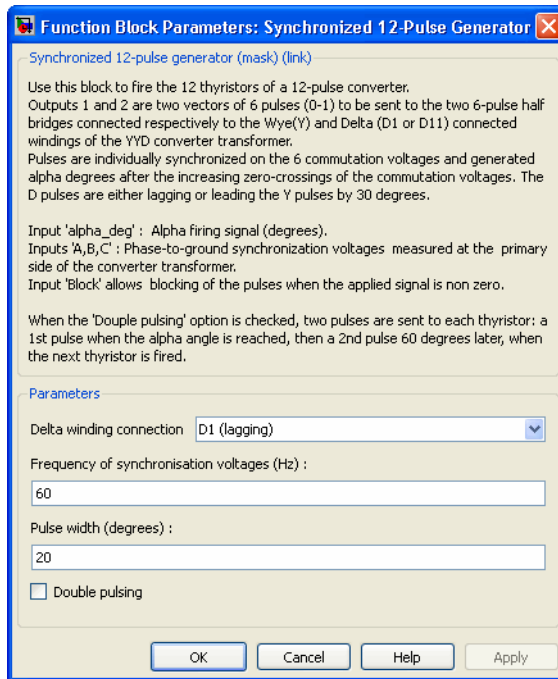 Function Block Parameters: Synchronized 12-Pulse Generator
Synchronized 12-pulse generator (mask) (link)
Use this block to fire the 12 thyristors of a 12-pulse converter.
Outputs 1 and 2 are two vectors of 6 pulses (0-1) to be sent to the two 6-pulse half
bridges connected respectively to the Wye(Y) and Delta (D1 or D11) connected
windings of the YYD converter transformer.
Pulses are individually synchronized on the 6 commutation voltages and generated
alpha degrees after the increasing zero-crossings of the commutation voltages. The
D pulses are either lagging or leading the Y pulses by 30 degrees.
Input 'alpha_deg' : Alpha firing signal (degrees).
Inputs 'A,B,C' : Phase-to-ground synchronization voltages measured at the primary
side of the converter transformer.
Input 'Block' allows blocking of the pulses when the applied signal is non zero.
When the 'Douple pulsing' option is checked, two pulses are sent to each thyristor: a
1st pulse when the alpha angle is reached, then a 2nd pulse 60 degrees later, when
the next thyristor is fired.
Parameters
Delta winding connection D1 (lagging)
Frequency of synchronisation voltages (Hz) :
60
Pulse width (degrees) :
20
Double pulsing
OK Cancel Help Apply